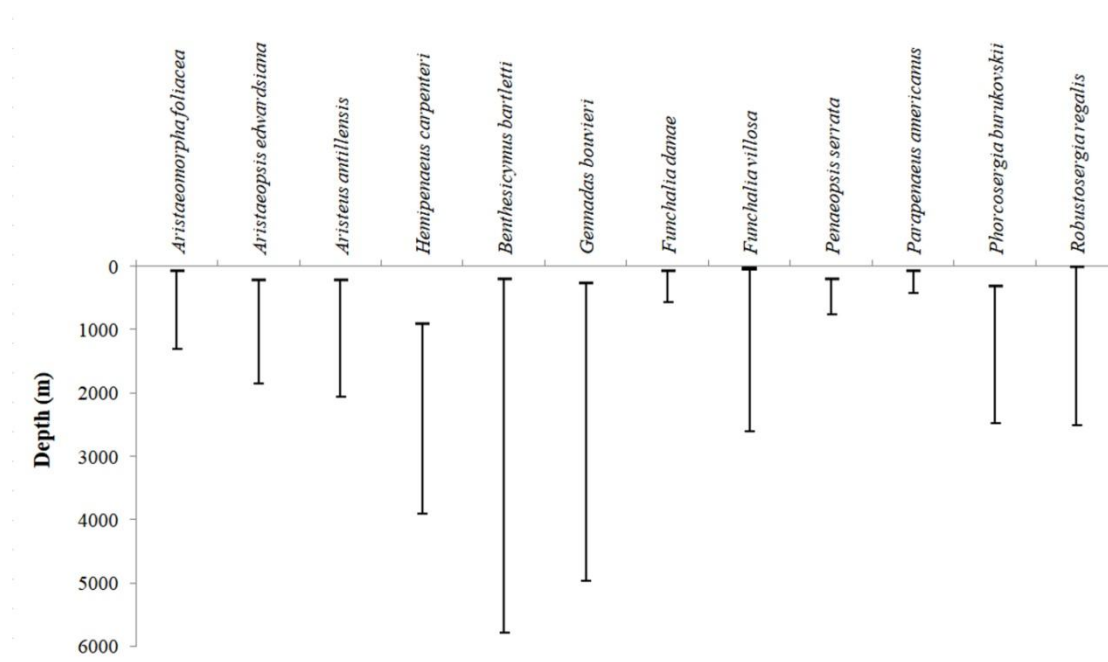 Aristaeomorpha foliacea
Aristaeopsis edwardsiana
Aristeus antillensis
Hemipenaeus carpenteri
Benthesicymus bartletti
Gennadas bouvieri
Funchalia danae
Funchalia villosa
Penaeopsis serrata
Parapenaeus americanus
Phorcosergia burukovskii
Robustosergia regalis
0
1000
2000
3000
4000
5000
6000
Depth (m)